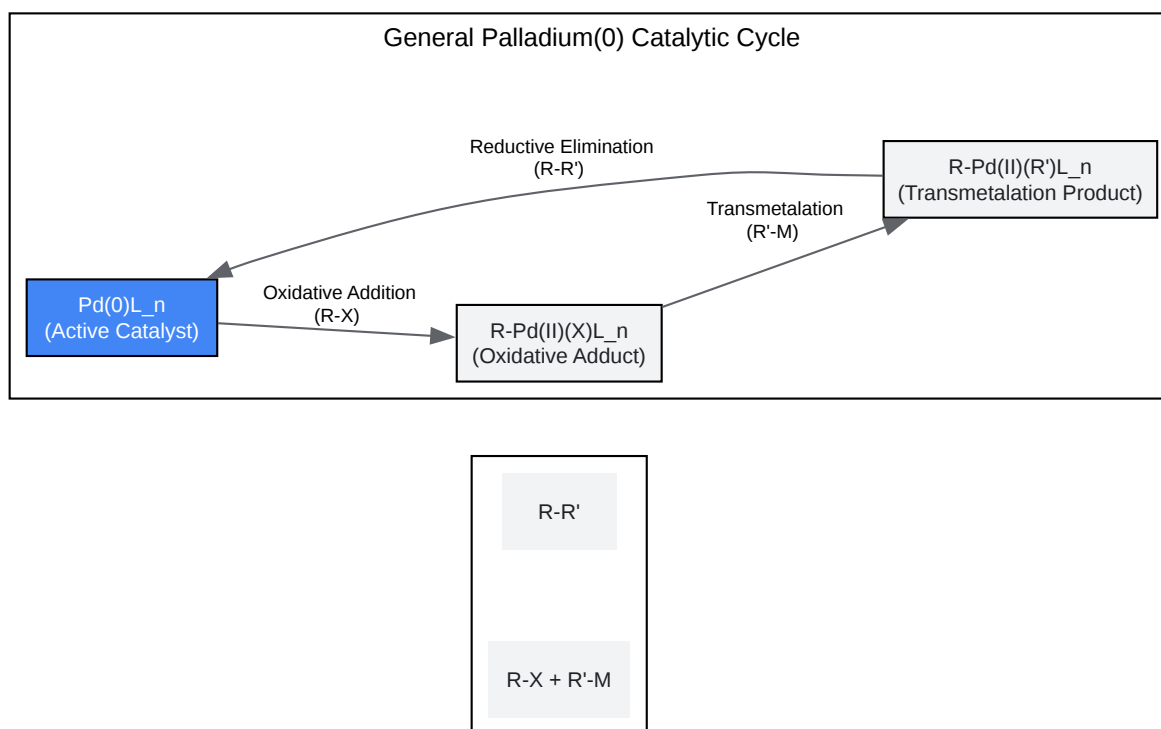 General Palladium(0) Catalytic Cycle
Reductive Elimination
(R-R')
R-Pd(II)(R')L_n
(Transmetalation Product)
Transmetalation
(R'-M)
Pd(0)L_n
(Active Catalyst)
Oxidative Addition
(R-X)
R-Pd(II)(X)L_n
(Oxidative Adduct)
R-R'
R-X + R'-M